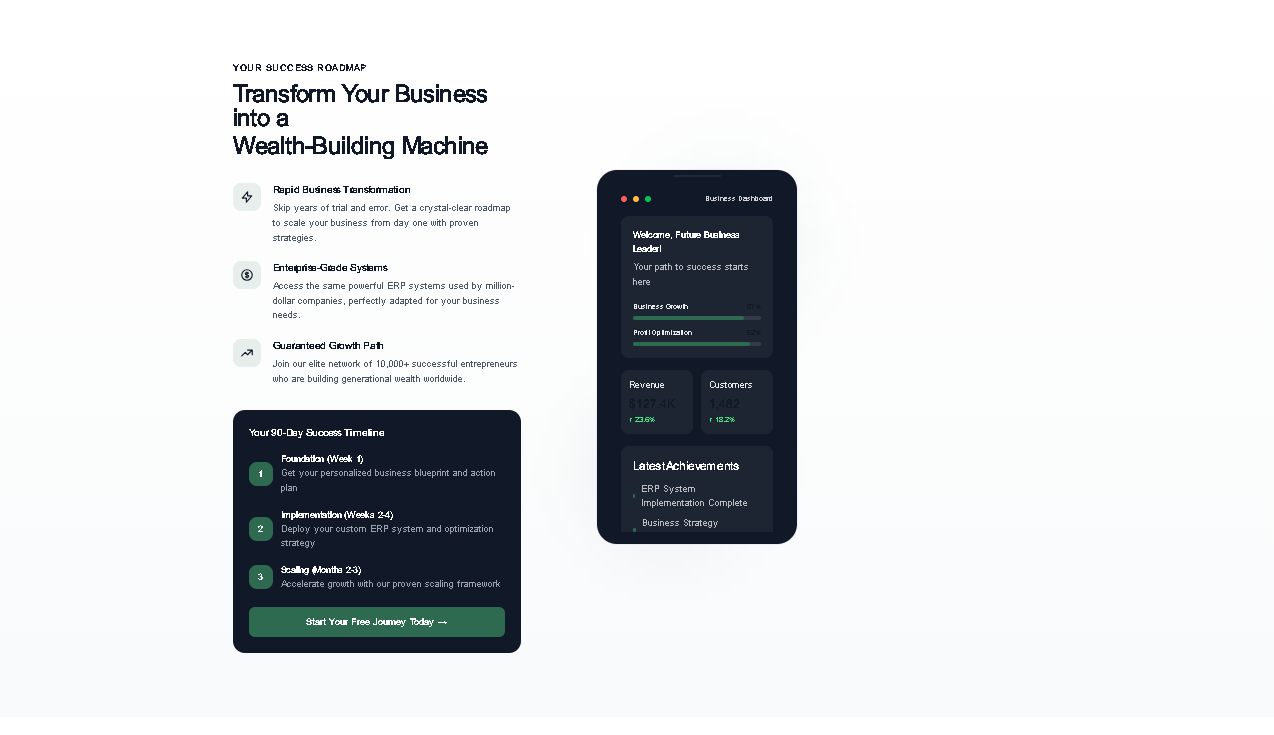 YOUR SUCCESS ROADMAP
Transform Your Business
into a
Wealth-Building Machine
Rapid Business Transformation
Skip years of trial and error. Get a crystal-clear roadmap
to scale your business from day one with proven
strategies.
Enterprise-Grade Systems
Access the same powerful ERP systems used by million-
dollar companies, perfectly adapted for your business
needs.
Guaranteed Growth Path
Join our elite network of 10,000+ successful entrepreneurs
who are building generational wealth worldwide.
Your 90-Day Success Timeline
1
Foundation (Week 1)
Get your personalized business blueprint and action
plan
2
Implementation (Weeks 2-4)
Deploy your custom ERP system and optimization
strategy
3
Scaling (Months 2-3)
Accelerate growth with our proven scaling framework
Start Your Free Journey Today →
Business Dashboard
Welcome, Future Business
Leader!
Your path to success starts
here
Business Growth
Profit Optimization
Revenue
$127.4K
↑ 23.6%
Customers
1,482
↑ 18.2%
Latest Achievements
ERP System
Implementation Complete
Business Strategy